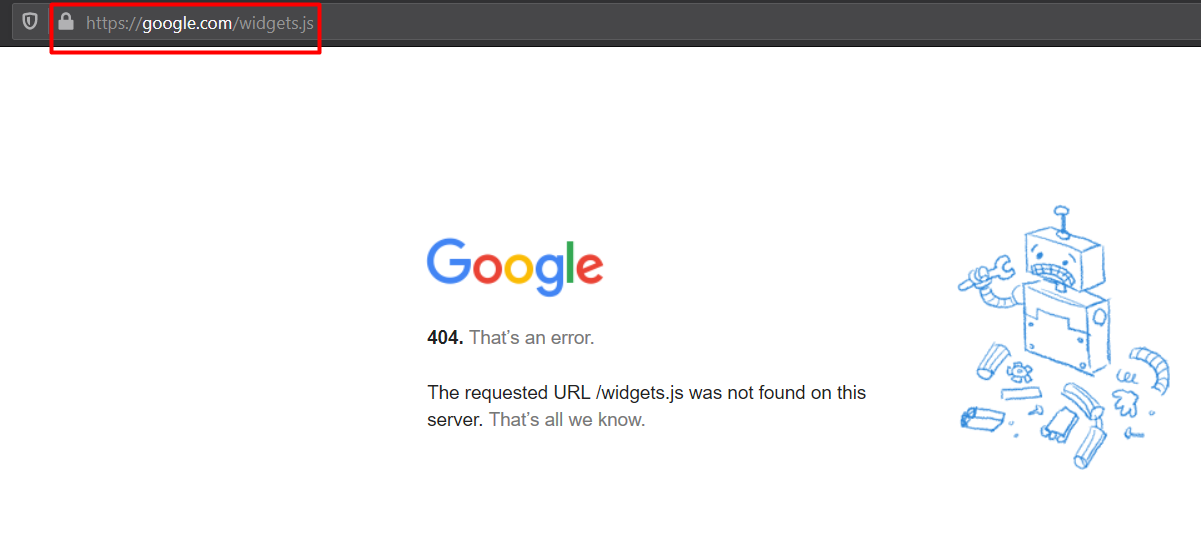 https://google.com/widgets.js
Google
404. That’s an error.
The requested URL /widgets.js was not found on this
server. That’s all we know.